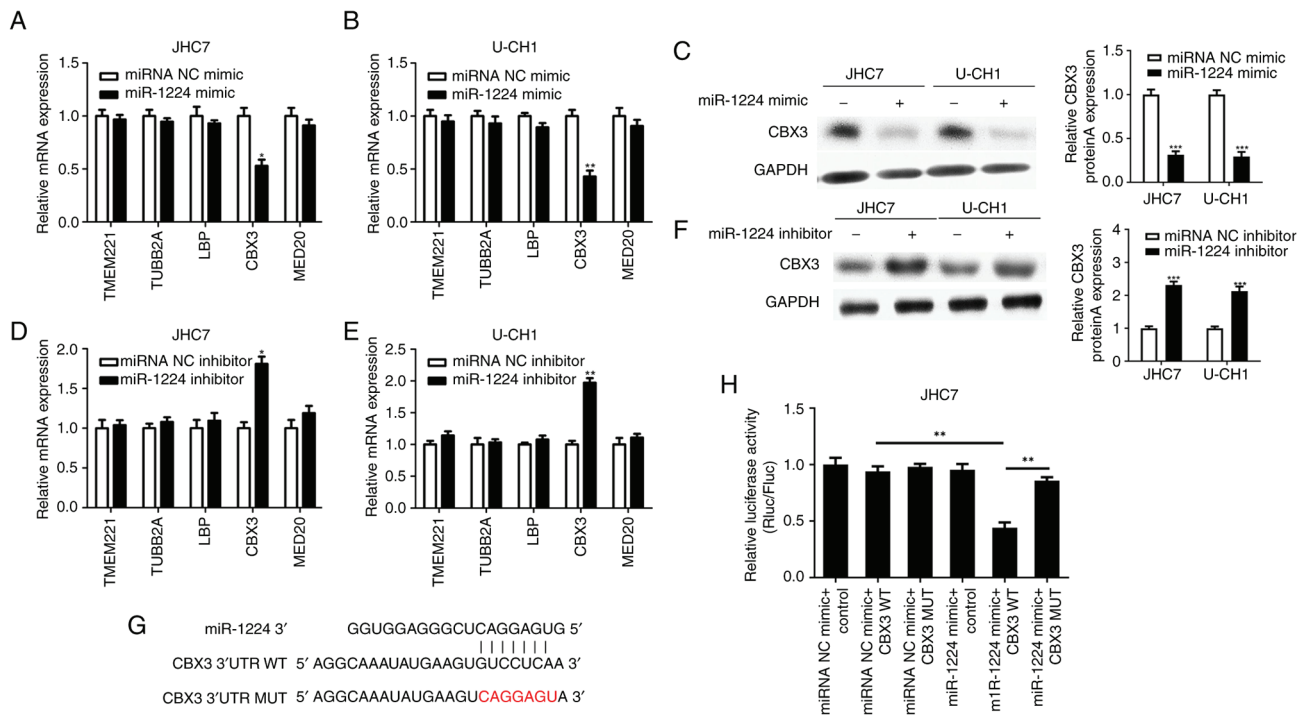 A
JHC7
Relative mRNA expression
1.5
1.0
0.5
0.0
miRNA NC mimic
miR-1224 mimic
*
TMEM221
TUBB2A
LBP
CBX3
MED20
B
U-CH1
Relative mRNA expression
1.5
1.0
0.5
0.0
miRNA NC mimic
miR-1224 mimic
**
TMEM221
TUBB2A
LBP
CBX3
MED20
C
JHC7 U-CH1
miR-1224 mimic − + − +
CBX3
GAPDH
Relative CBX3
proteinA expression
1.5
1.0
0.5
0.0
miRNA NC mimic
miR-1224 mimic
*** ***
JHC7 U-CH1
F
JHC7 U-CH1
miR-1224 inhibitor − + − +
CBX3
GAPDH
Relative CBX3
proteinA expression
4
3
2
1
0
miRNA NC inhibitor
miR-1224 inhibitor
*** ***
JHC7 U-CH1
D
JHC7
Relative mRNA expression
2.0
1.5
1.0
0.5
0.0
miRNA NC inhibitor
miR-1224 inhibitor
*
TMEM221
TUBB2A
LBP
CBX3
MED20
E
U-CH1
Relative mRNA expression
2.5
2.0
1.5
1.0
0.5
0.0
miRNA NC inhibitor
miR-1224 inhibitor
**
TMEM221
TUBB2A
LBP
CBX3
MED20
G
miR-1224 3′ GGUGGAGGGCUCAGGAGUG 5′
CBX3 3′UTR WT 5′ AGGCAAAUAUGAAGUGUCCUCAA 3′
CBX3 3′UTR MUT 5′ AGGCAAAUAUGAAGUCAGGAGUA 3′
H
JHC7
Relative luciferase activity
(Rluc/Fluc)
1.5
1.0
0.5
0.0
**
**
miRNA NC mimic+
control
miRNA NC mimic+
CBX3 WT
miRNA NC mimic+
CBX3 MUT
miR-1224 mimic+
control
m1R-1224 mimic+
CBX3 WT
miR-1224 mimic+
CBX3 MUT